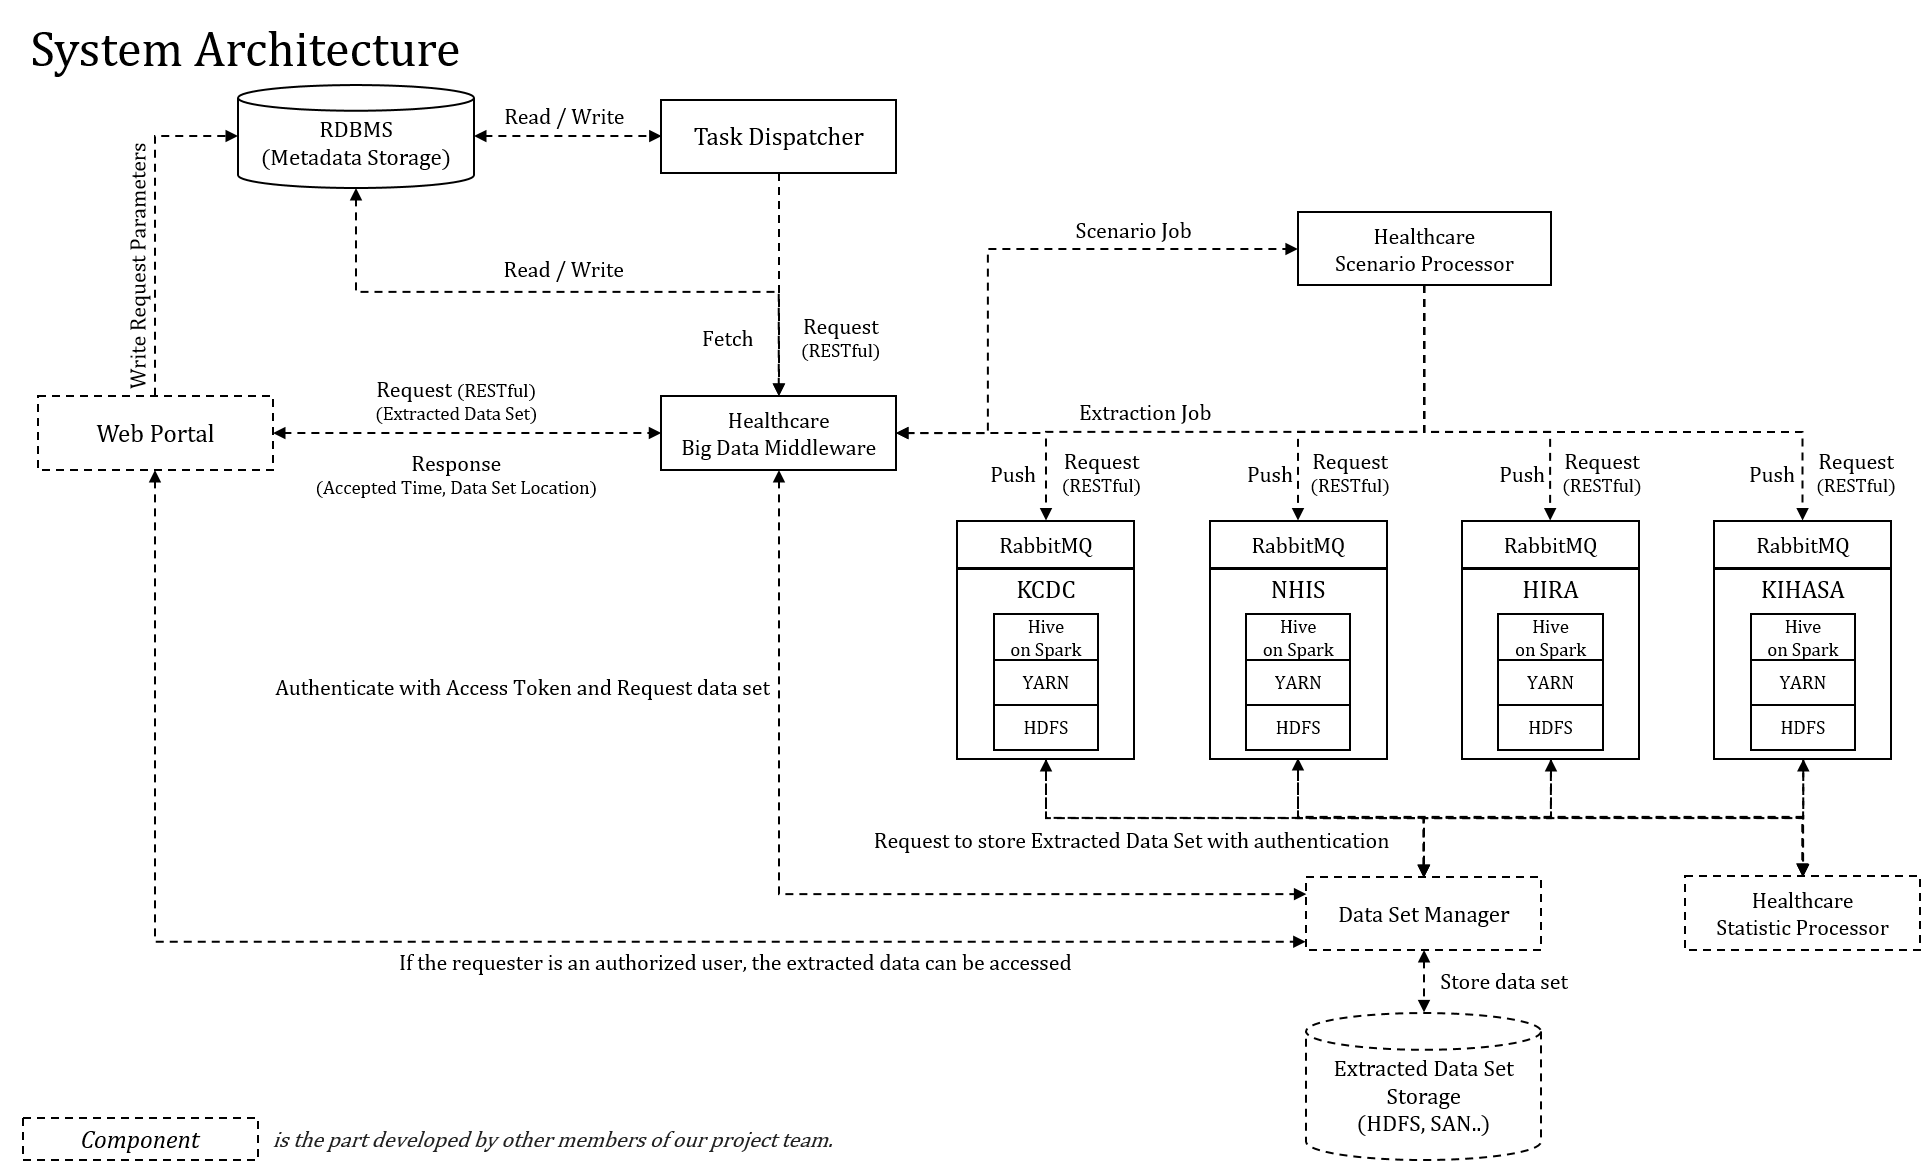 System Architecture
RDBMS
(Metadata Storage)
Read / Write
Task Dispatcher
Write Request Parameters
Read / Write
Fetch
Request
(RESTful)
Scenario Job
Healthcare
Scenario Processor
Web Portal
Request (RESTful)
(Extracted Data Set)
Response
(Accepted Time, Data Set Location)
Healthcare
Big Data Middleware
Extraction Job
Push
Request
(RESTful)
Push
Request
(RESTful)
Push
Request
(RESTful)
Push
Request
(RESTful)
RabbitMQ
KCDC
Hive
on Spark
YARN
HDFS
RabbitMQ
NHIS
Hive
on Spark
YARN
HDFS
RabbitMQ
HIRA
Hive
on Spark
YARN
HDFS
RabbitMQ
KIHASA
Hive
on Spark
YARN
HDFS
Authenticate with Access Token and Request data set
Request to store Extracted Data Set with authentication
Data Set Manager
Healthcare
Statistic Processor
If the requester is an authorized user, the extracted data can be accessed
Store data set
Extracted Data Set
Storage
(HDFS, SAN..)
Component
is the part developed by other members of our project team.